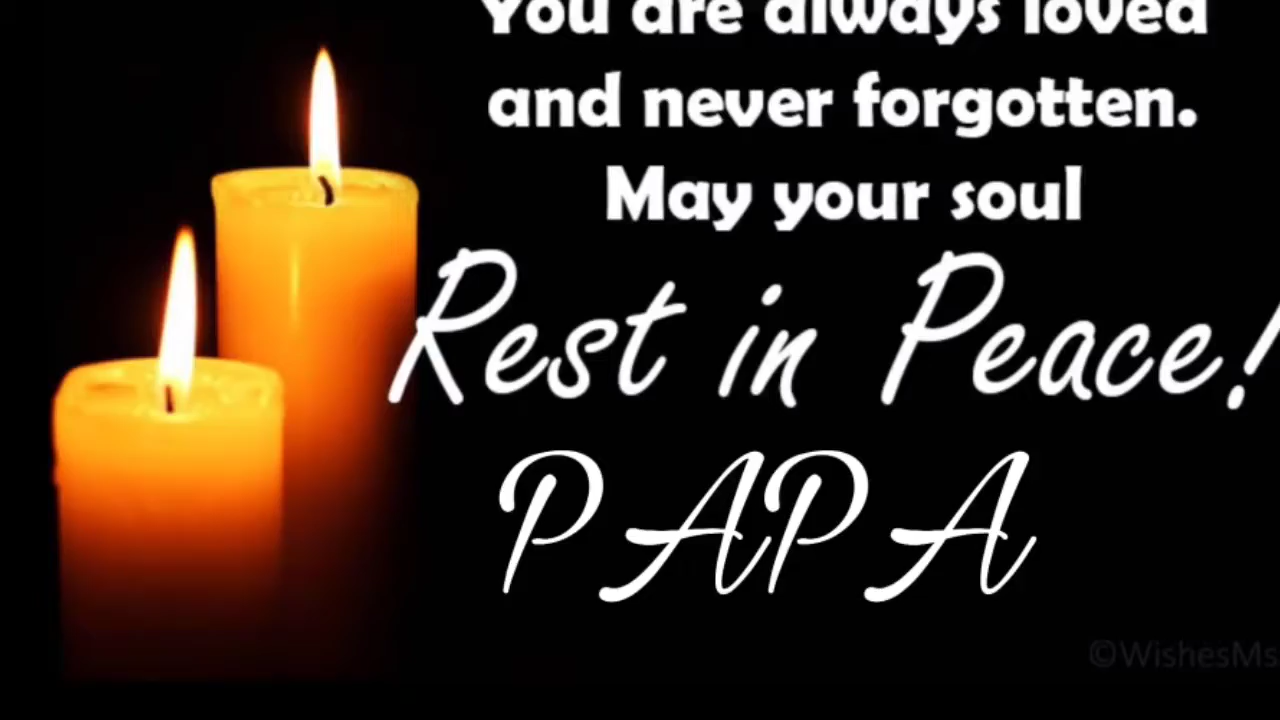 You are always loved
and never forgotten.
May your soul
Rest in Peace!
PAPA
©WishesMs